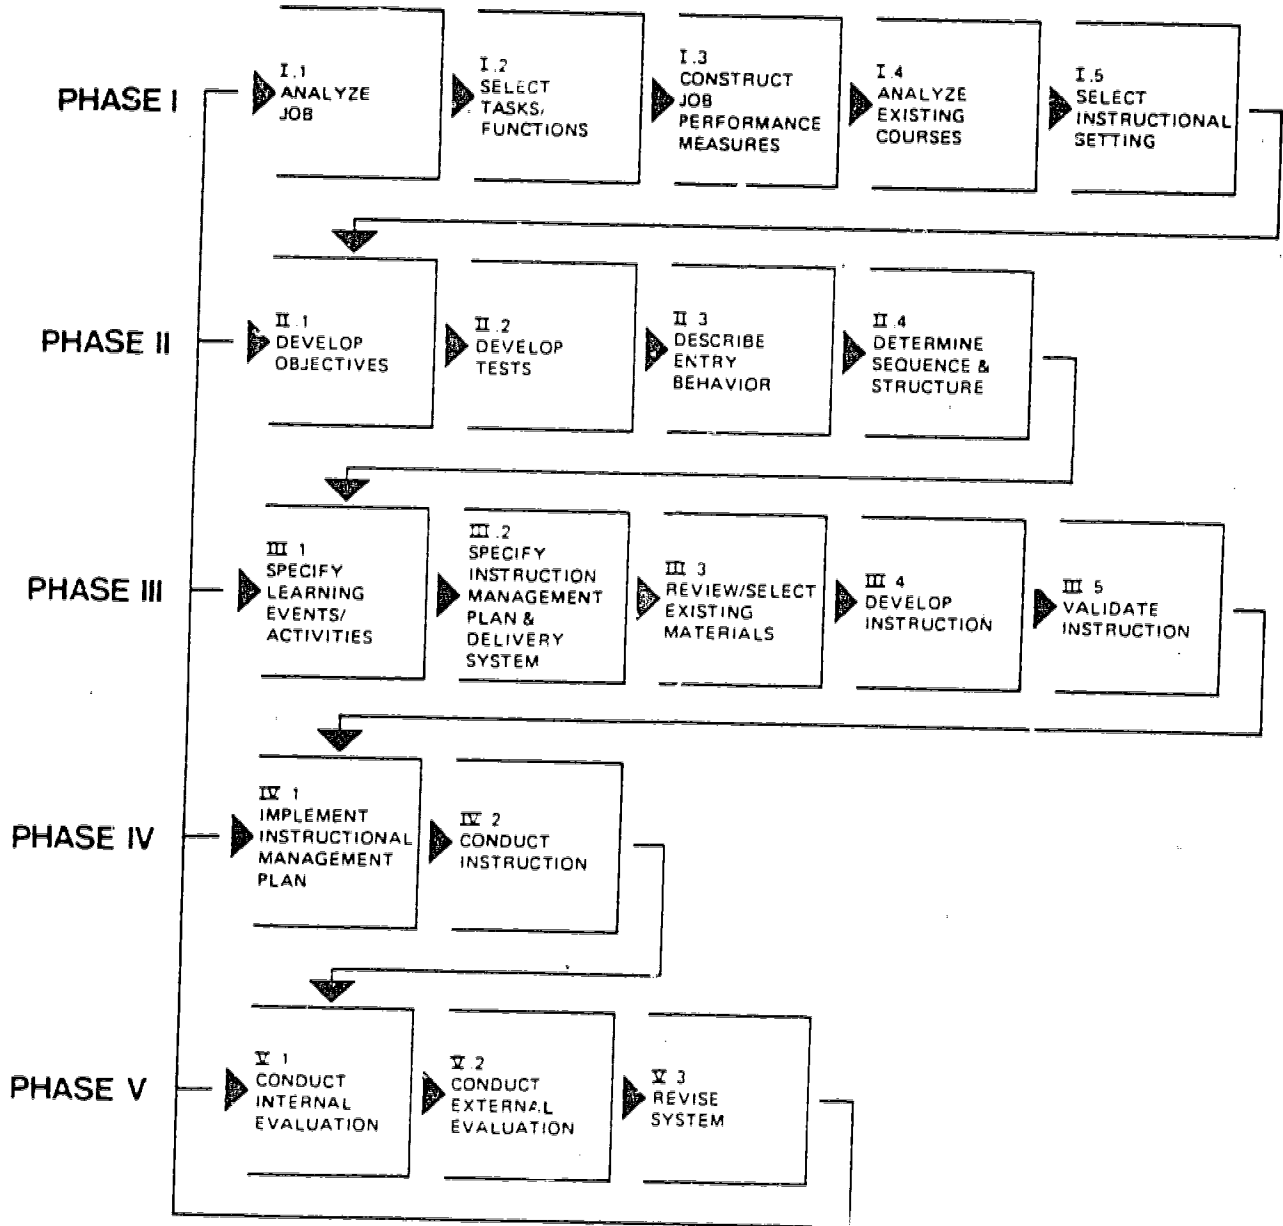 PHASE I
I.1
ANALYZE
JOB
I.2
SELECT
TASKS/
FUNCTIONS
I.3
CONSTRUCT
JOB
PERFORMANCE
MEASURES
I.4
ANALYZE
EXISTING
COURSES
I.5
SELECT
INSTRUCTIONAL
SETTING
PHASE II
II.1
DEVELOP
OBJECTIVES
II.2
DEVELOP
TESTS
II 3
DESCRIBE
ENTRY
BEHAVIOR
II.4
DETERMINE
SEQUENCE &
STRUCTURE
PHASE III
III 1
SPECIFY
LEARNING
EVENTS/
ACTIVITIES
III.2
SPECIFY
INSTRUCTION
MANAGEMENT
PLAN &
DELIVERY
SYSTEM
III 3
REVIEW/SELECT
EXISTING
MATERIALS
III 4
DEVELOP
INSTRUCTION
III 5
VALIDATE
INSTRUCTION
PHASE IV
IV 1
IMPLEMENT
INSTRUCTIONAL
MANAGEMENT
PLAN
IV 2
CONDUCT
INSTRUCTION
PHASE V
V 1
CONDUCT
INTERNAL
EVALUATION
V.2
CONDUCT
EXTERNAL
EVALUATION
V 3
REVISE
SYSTEM